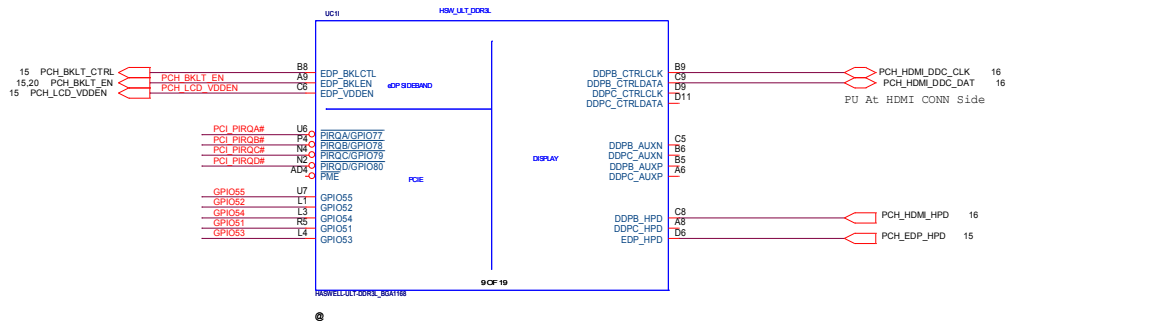 UC1I HSW_ULT_DDR3L
15 PCH_BKLT_CTRL B8 EDP_BKLCTL DDPB_CTRLCLK B9 PCH_HDMI_DDC_CLK 16
15,20 PCH_BKLT_EN PCH_BKLT_EN A9 EDP_BKLEN eDP SIDEBAND DDPB_CTRLDATA C9 PCH_HDMI_DDC_DAT 16
15 PCH_LCD_VDDEN PCH_LCD_VDDEN C6 EDP_VDDEN DDPC_CTRLCLK D9
DDPC_CTRLDATA D11 PU At HDMI CONN Side
PCI_PIRQA# U6 PIRQA/GPIO77
PCI_PIRQB# P4 PIRQB/GPIO78 DDPB_AUXN C5
PCI_PIRQC# N4 PIRQC/GPIO79 DISPLAY DDPC_AUXN B6
PCI_PIRQD# N2 PIRQD/GPIO80 DDPB_AUXP B5
AD4 PME PCIE DDPC_AUXP A6
GPIO55 U7 GPIO55
GPIO52 L1 GPIO52
GPIO54 L3 GPIO54 DDPB_HPD C8 PCH_HDMI_HPD 16
GPIO51 R5 GPIO51 DDPC_HPD A8
GPIO53 L4 GPIO53 EDP_HPD D6 PCH_EDP_HPD 15
9 OF 19
HASWELL-ULT-DDR3L_BGA1168
@